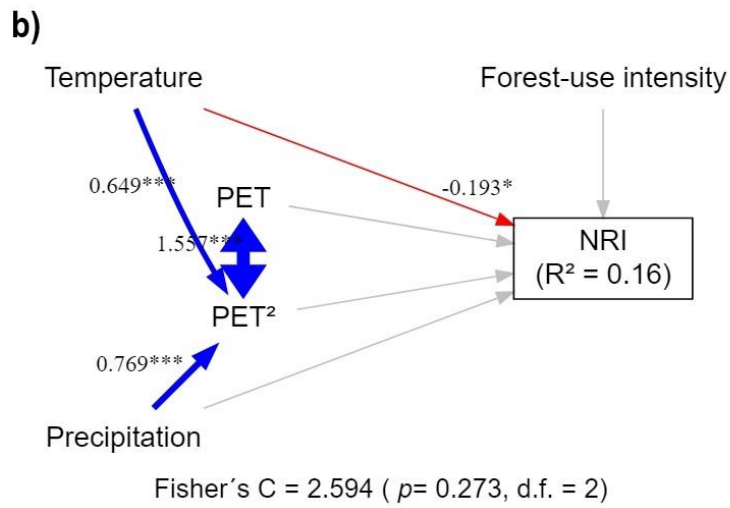 b)
Temperature
Forest-use intensity
0.649***
-0.193*
PET
1.557***
NRI
(R² = 0.16)
PET²
0.769***
Precipitation
Fisher´s C = 2.594 ( p= 0.273, d.f. = 2)